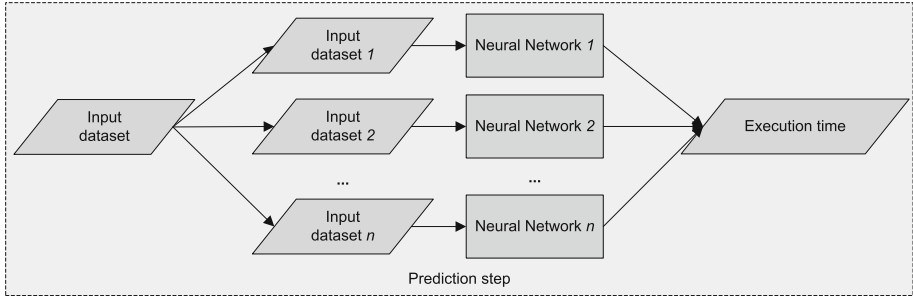 Input
dataset
Input
dataset 1
Neural Network 1
Input
dataset 2
Neural Network 2
...
...
Input
dataset n
Neural Network n
Execution time
Prediction step